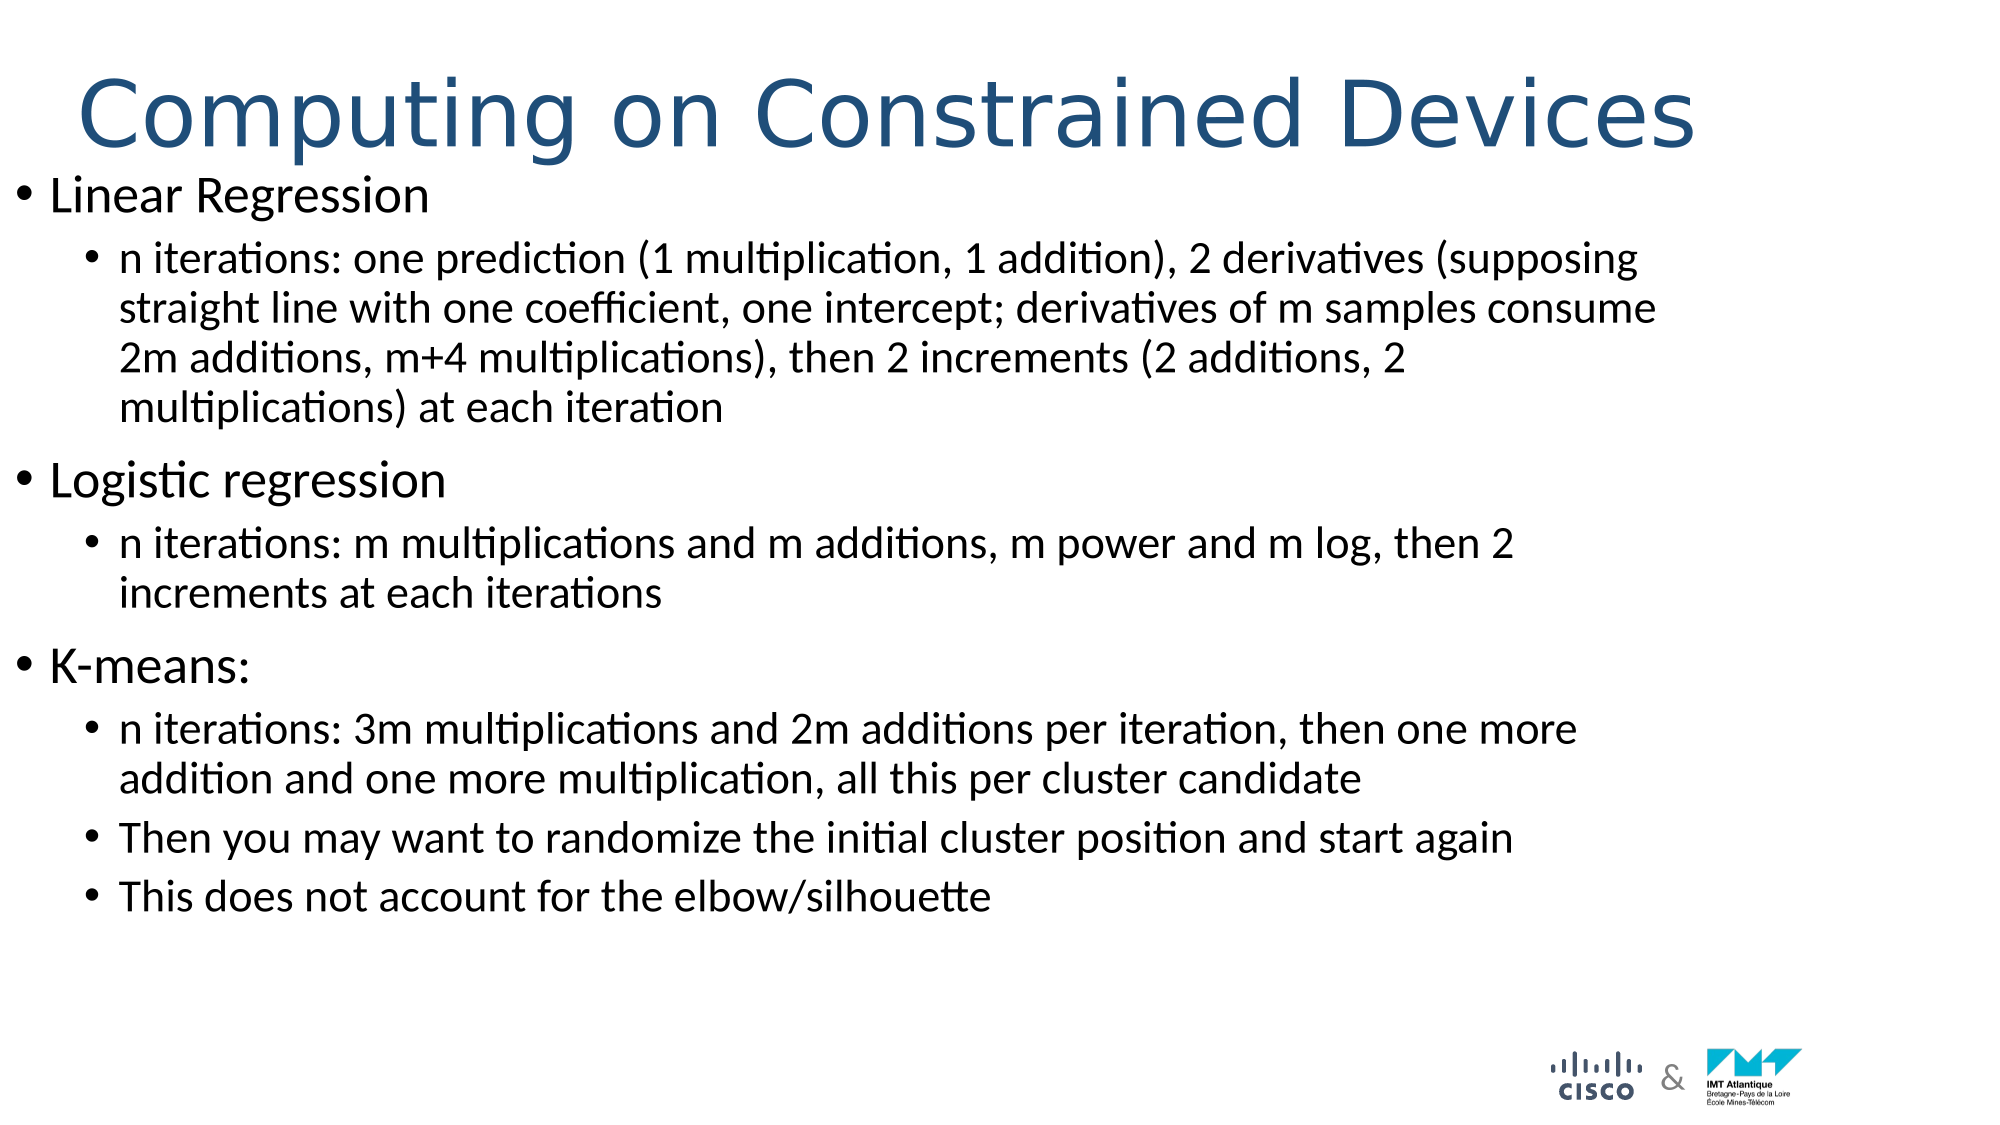 Computing on Constrained Devices
• Linear Regression
• n iterations: one prediction (1 multiplication, 1 addition), 2 derivatives (supposing
straight line with one coefficient, one intercept; derivatives of m samples consume
2m additions, m+4 multiplications), then 2 increments (2 additions, 2
multiplications) at each iteration
• Logistic regression
• n iterations: m multiplications and m additions, m power and m log, then 2
increments at each iterations
• K-means:
• n iterations: 3m multiplications and 2m additions per iteration, then one more
addition and one more multiplication, all this per cluster candidate
• Then you may want to randomize the initial cluster position and start again
• This does not account for the elbow/silhouette
CISCO & IMT Atlantique
Bretagne-Pays de la Loire
École Mines-Télécom